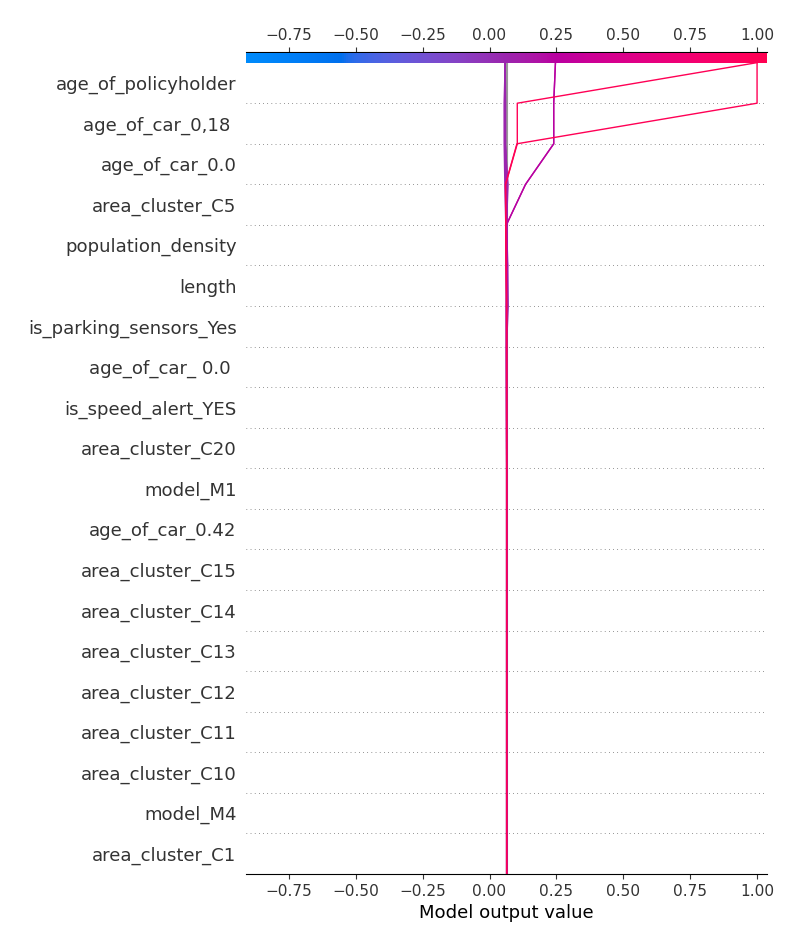 −0.75 −0.50 −0.25 0.00 0.25 0.50 0.75 1.00
age_of_policyholder
age_of_car_0,18
age_of_car_0.0
area_cluster_C5
population_density
length
is_parking_sensors_Yes
age_of_car_ 0.0
is_speed_alert_YES
area_cluster_C20
model_M1
age_of_car_0.42
area_cluster_C15
area_cluster_C14
area_cluster_C13
area_cluster_C12
area_cluster_C11
area_cluster_C10
model_M4
area_cluster_C1
−0.75 −0.50 −0.25 0.00 0.25 0.50 0.75 1.00
Model output value